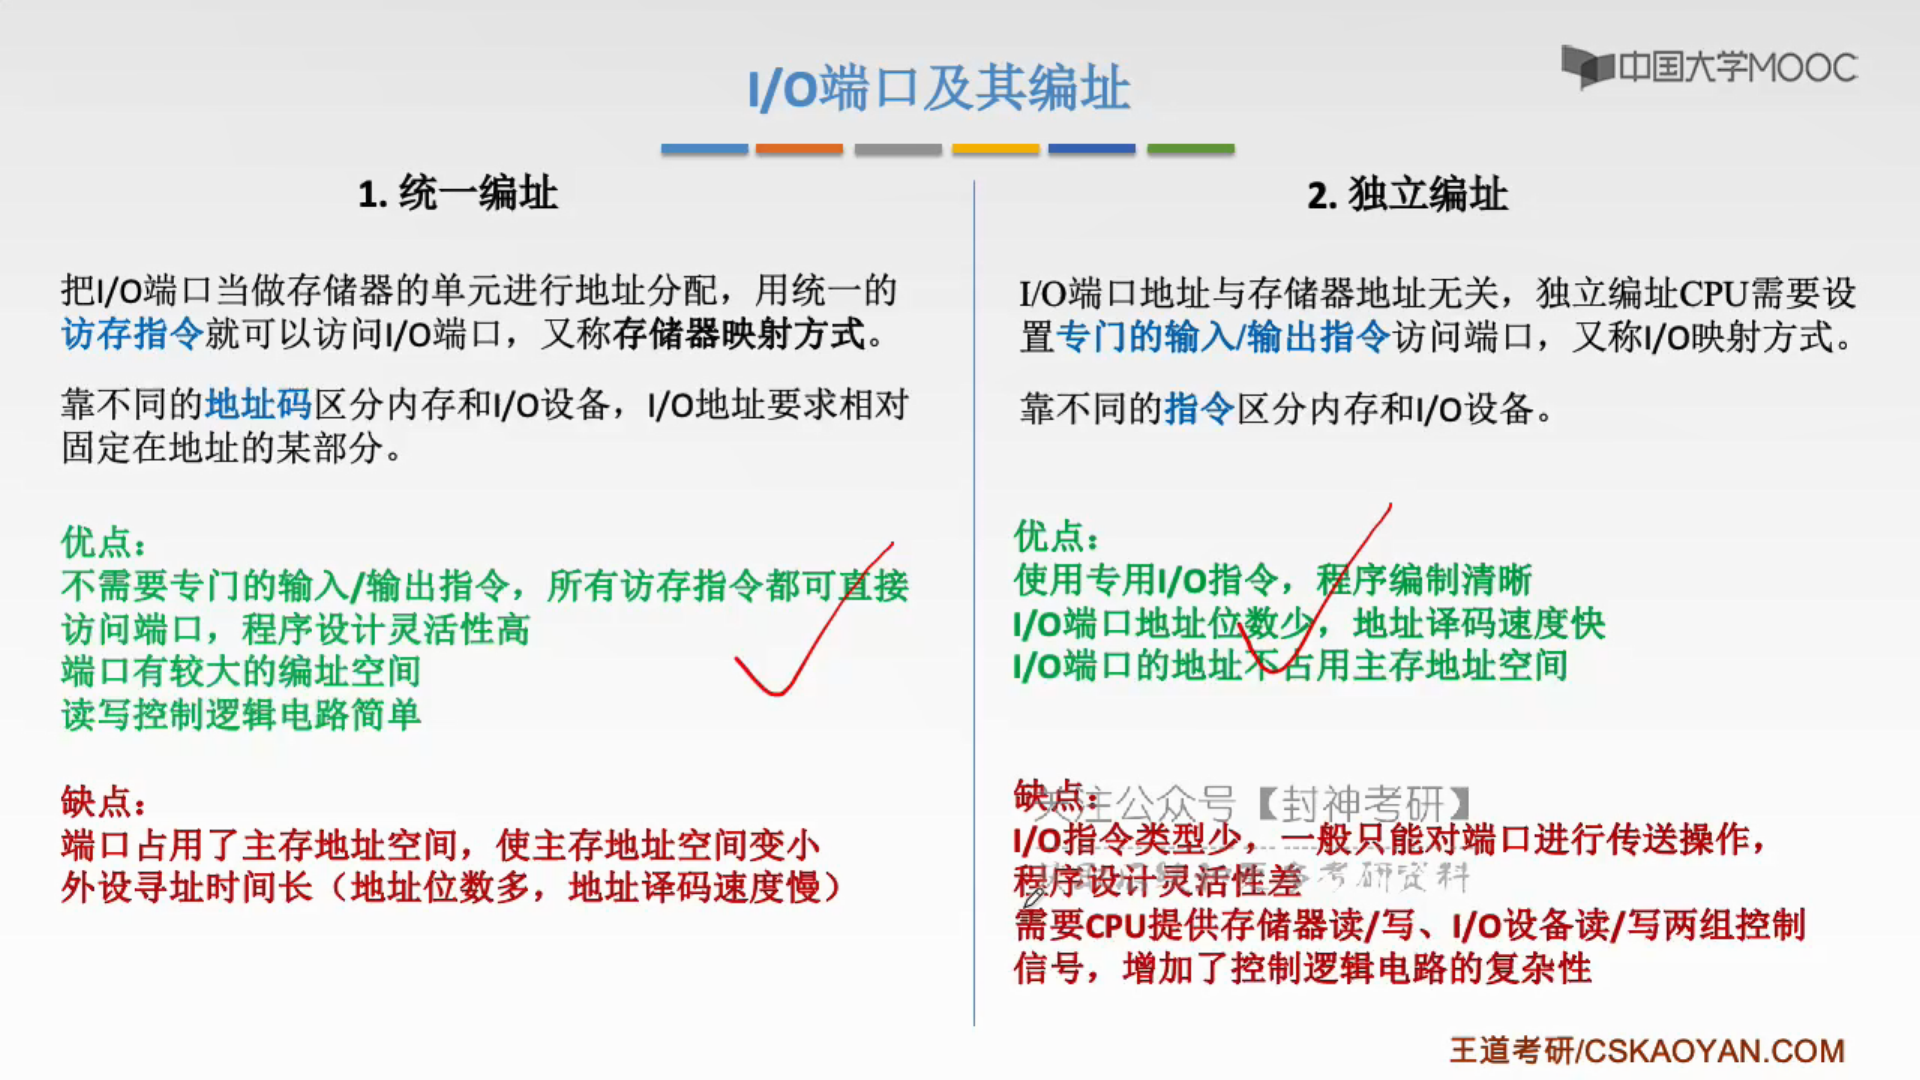 I/O端口及其编址
中国大学MOOC
1. 统一编址
把I/O端口当做存储器的单元进行地址分配，用统一的
访存指令就可以访问I/O端口，又称存储器映射方式。
靠不同的地址码区分内存和I/O设备，I/O地址要求相对
固定在地址的某部分。
优点：
不需要专门的输入/输出指令，所有访存指令都可直接
访问端口，程序设计灵活性高
端口有较大的编址空间
读写控制逻辑电路简单
缺点：
端口占用了主存地址空间，使主存地址空间变小
外设寻址时间长（地址位数多，地址译码速度慢）
2. 独立编址
I/O端口地址与存储器地址无关，独立编址CPU需要设
置专门的输入/输出指令访问端口，又称I/O映射方式。
靠不同的指令区分内存和I/O设备。
优点：
使用专用I/O指令，程序编制清晰
I/O端口地址位数少，地址译码速度快
I/O端口的地址不占用主存地址空间
缺点：
关注公众号【封神考研】
I/O指令类型少，一般只能对端口进行传送操作，
程序设计灵活性差
考研资料
需要CPU提供存储器读/写、I/O设备读/写两组控制
信号，增加了控制逻辑电路的复杂性
王道考研/CSKAOYAN.COM